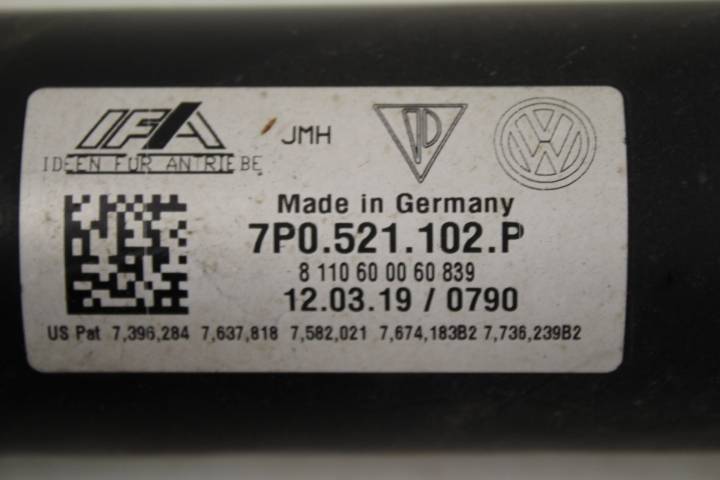 IFA
IDEEN FÜR ANTRIEBE
JMH
VW
Made in Germany
7P0.521.102.P
8 110 60 00 60 839
12.03.19 / 0790
US Pat 7,396,284 7,637,818 7,582,021 7,674,183B2 7,736,239B2